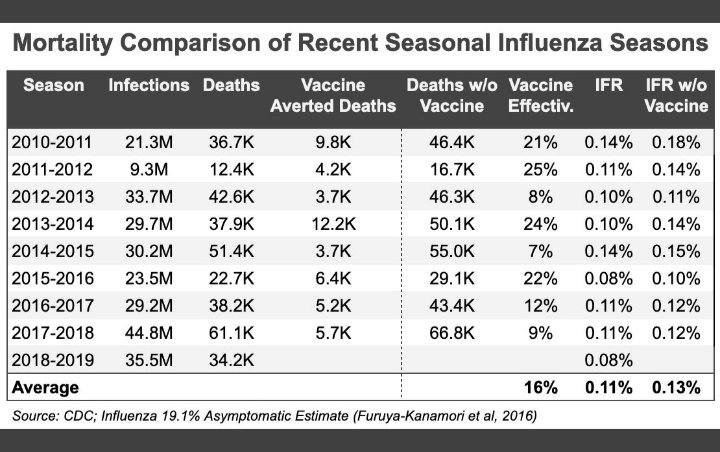 Mortality Comparison of Recent Seasonal Influenza Seasons
Season Infections Deaths Vaccine Averted Deaths Deaths w/o Vaccine Vaccine Effectiv. IFR IFR w/o Vaccine
2010-2011 21.3M 36.7K 9.8K 46.4K 21% 0.14% 0.18%
2011-2012 9.3M 12.4K 4.2K 16.7K 25% 0.11% 0.14%
2012-2013 33.7M 42.6K 3.7K 46.3K 8% 0.10% 0.11%
2013-2014 29.7M 37.9K 12.2K 50.1K 24% 0.10% 0.14%
2014-2015 30.2M 51.4K 3.7K 55.0K 7% 0.14% 0.15%
2015-2016 23.5M 22.7K 6.4K 29.1K 22% 0.08% 0.10%
2016-2017 29.2M 38.2K 5.2K 43.4K 12% 0.11% 0.12%
2017-2018 44.8M 61.1K 5.7K 66.8K 9% 0.11% 0.12%
2018-2019 35.5M 34.2K 0.08%
Average 16% 0.11% 0.13%
Source: CDC; Influenza 19.1% Asymptomatic Estimate (Furuya-Kanamori et al, 2016)